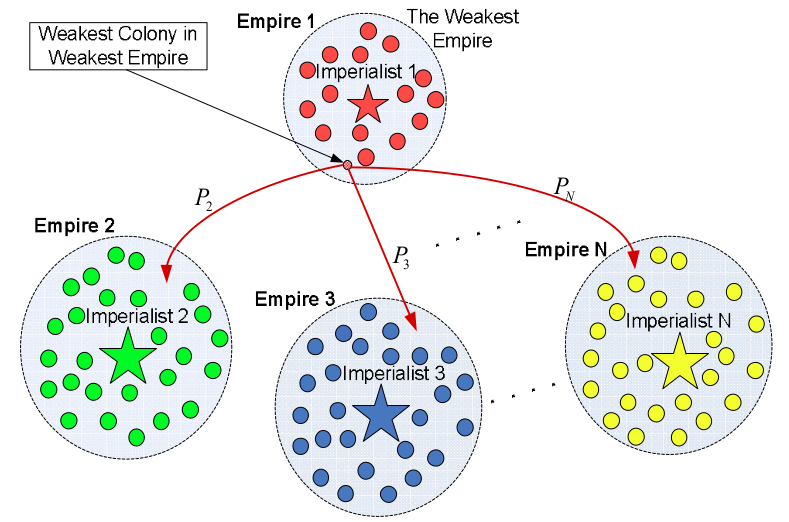 Empire 1
The Weakest
Empire
Weakest Colony in
Weakest Empire
Imperialist 1
P2
PN
P3
Empire 2
Imperialist 2
Empire 3
Imperialist 3
Empire N
Imperialist N